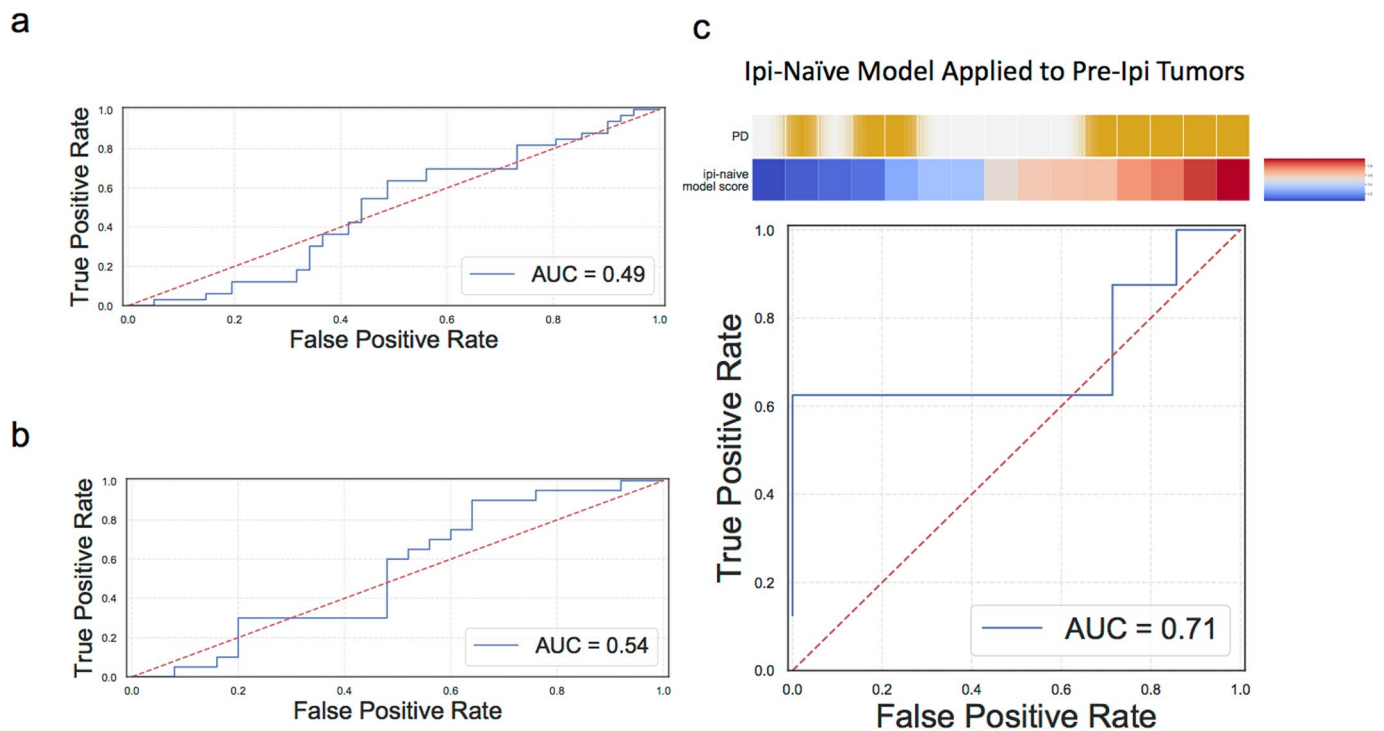 a
True Positive Rate
1.0
0.8
0.6
0.4
0.2
0.0
AUC = 0.49
0.0 0.2 0.4 0.6 0.8 1.0
False Positive Rate
b
True Positive Rate
1.0
0.8
0.6
0.4
0.2
0.0
AUC = 0.54
0.0 0.2 0.4 0.6 0.8 1.0
False Positive Rate
c
Ipi-Naïve Model Applied to Pre-Ipi Tumors
PD
ipi-naive
model score
True Positive Rate
1.0
0.8
0.6
0.4
0.2
0.0
AUC = 0.71
0.0 0.2 0.4 0.6 0.8 1.0
False Positive Rate